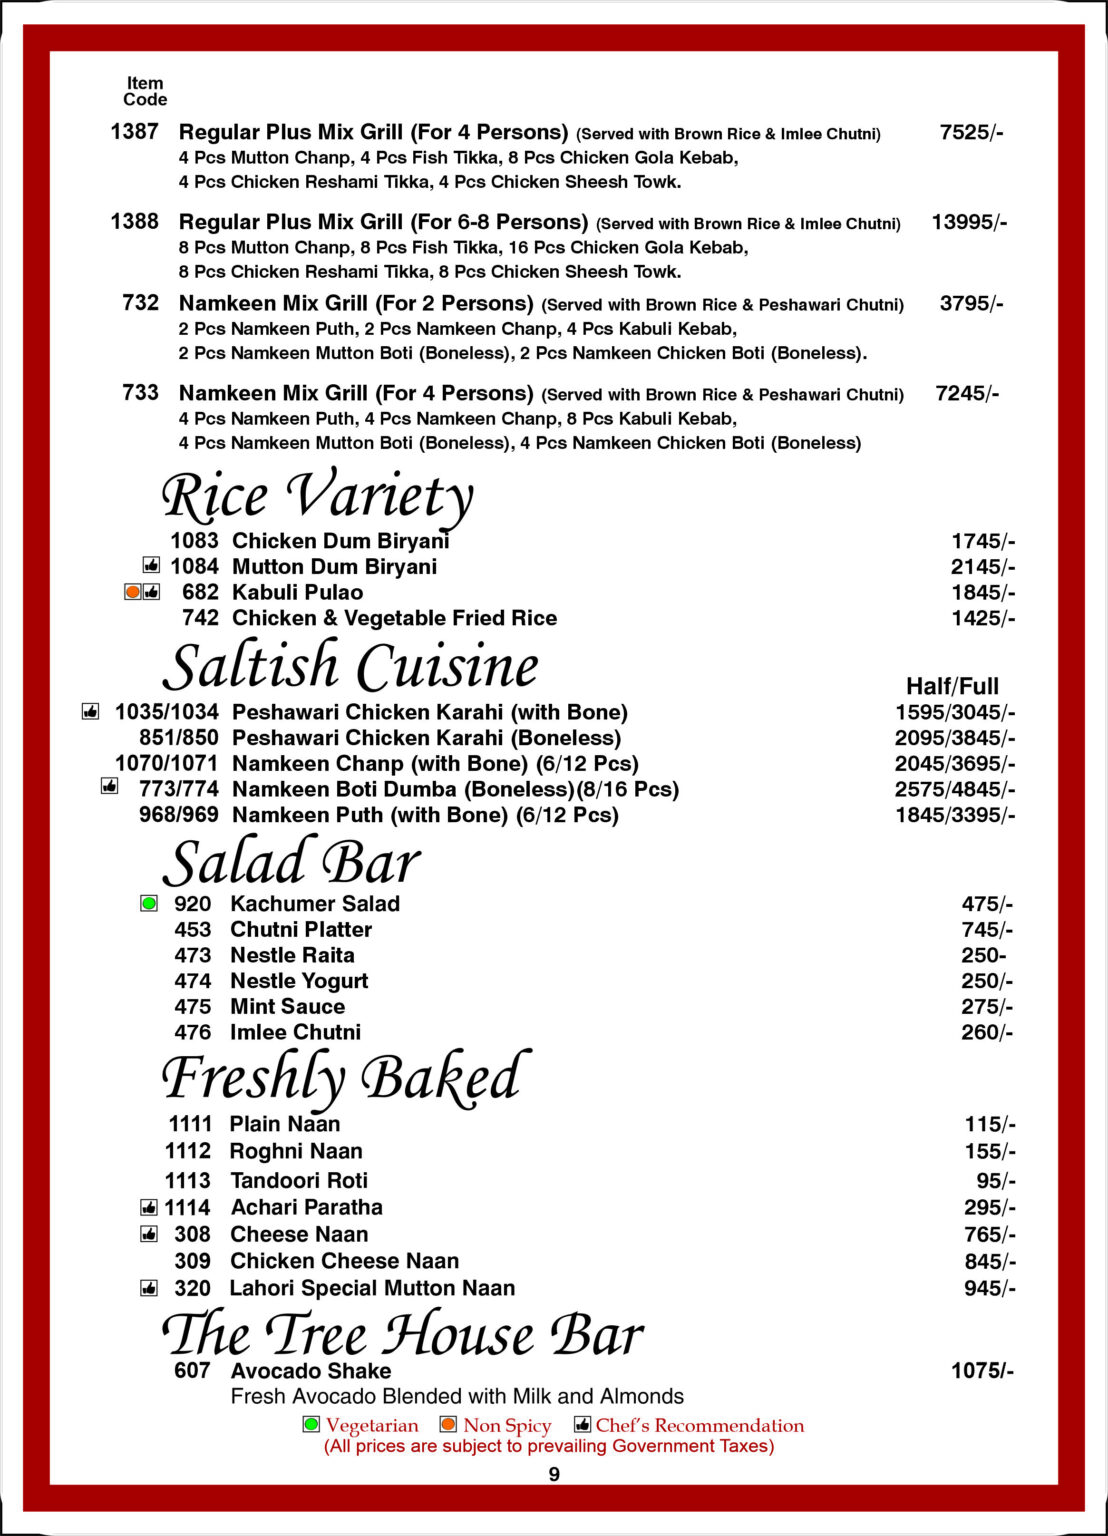 Item
Code
1387 Regular Plus Mix Grill (For 4 Persons) (Served with Brown Rice & Imlee Chutni) 7525/-
4 Pcs Mutton Chanp, 4 Pcs Fish Tikka, 8 Pcs Chicken Gola Kebab,
4 Pcs Chicken Reshami Tikka, 4 Pcs Chicken Sheesh Towk.
1388 Regular Plus Mix Grill (For 6-8 Persons) (Served with Brown Rice & Imlee Chutni) 13995/-
8 Pcs Mutton Chanp, 8 Pcs Fish Tikka, 16 Pcs Chicken Gola Kebab,
8 Pcs Chicken Reshami Tikka, 8 Pcs Chicken Sheesh Towk.
732 Namkeen Mix Grill (For 2 Persons) (Served with Brown Rice & Peshawari Chutni) 3795/-
2 Pcs Namkeen Puth, 2 Pcs Namkeen Chanp, 4 Pcs Kabuli Kebab,
2 Pcs Namkeen Mutton Boti (Boneless), 2 Pcs Namkeen Chicken Boti (Boneless).
733 Namkeen Mix Grill (For 4 Persons) (Served with Brown Rice & Peshawari Chutni) 7245/-
4 Pcs Namkeen Puth, 4 Pcs Namkeen Chanp, 8 Pcs Kabuli Kebab,
4 Pcs Namkeen Mutton Boti (Boneless), 4 Pcs Namkeen Chicken Boti (Boneless)
Rice Variety
1083 Chicken Dum Biryani 1745/-
1084 Mutton Dum Biryani 2145/-
682 Kabuli Pulao 1845/-
742 Chicken & Vegetable Fried Rice 1425/-
Saltish Cuisine
Half/Full
1035/1034 Peshawari Chicken Karahi (with Bone) 1595/3045/-
851/850 Peshawari Chicken Karahi (Boneless) 2095/3845/-
1070/1071 Namkeen Chanp (with Bone) (6/12 Pcs) 2045/3695/-
773/774 Namkeen Boti Dumba (Boneless)(8/16 Pcs) 2575/4845/-
968/969 Namkeen Puth (with Bone) (6/12 Pcs) 1845/3395/-
Salad Bar
920 Kachumer Salad 475/-
453 Chutni Platter 745/-
473 Nestle Raita 250-
474 Nestle Yogurt 250/-
475 Mint Sauce 275/-
476 Imlee Chutni 260/-
Freshly Baked
1111 Plain Naan 115/-
1112 Roghni Naan 155/-
1113 Tandoori Roti 95/-
1114 Achari Paratha 295/-
308 Cheese Naan 765/-
309 Chicken Cheese Naan 845/-
320 Lahori Special Mutton Naan 945/-
The Tree House Bar
607 Avocado Shake 1075/-
Fresh Avocado Blended with Milk and Almonds
Vegetarian Non Spicy Chef's Recommendation
(All prices are subject to prevailing Government Taxes)
9